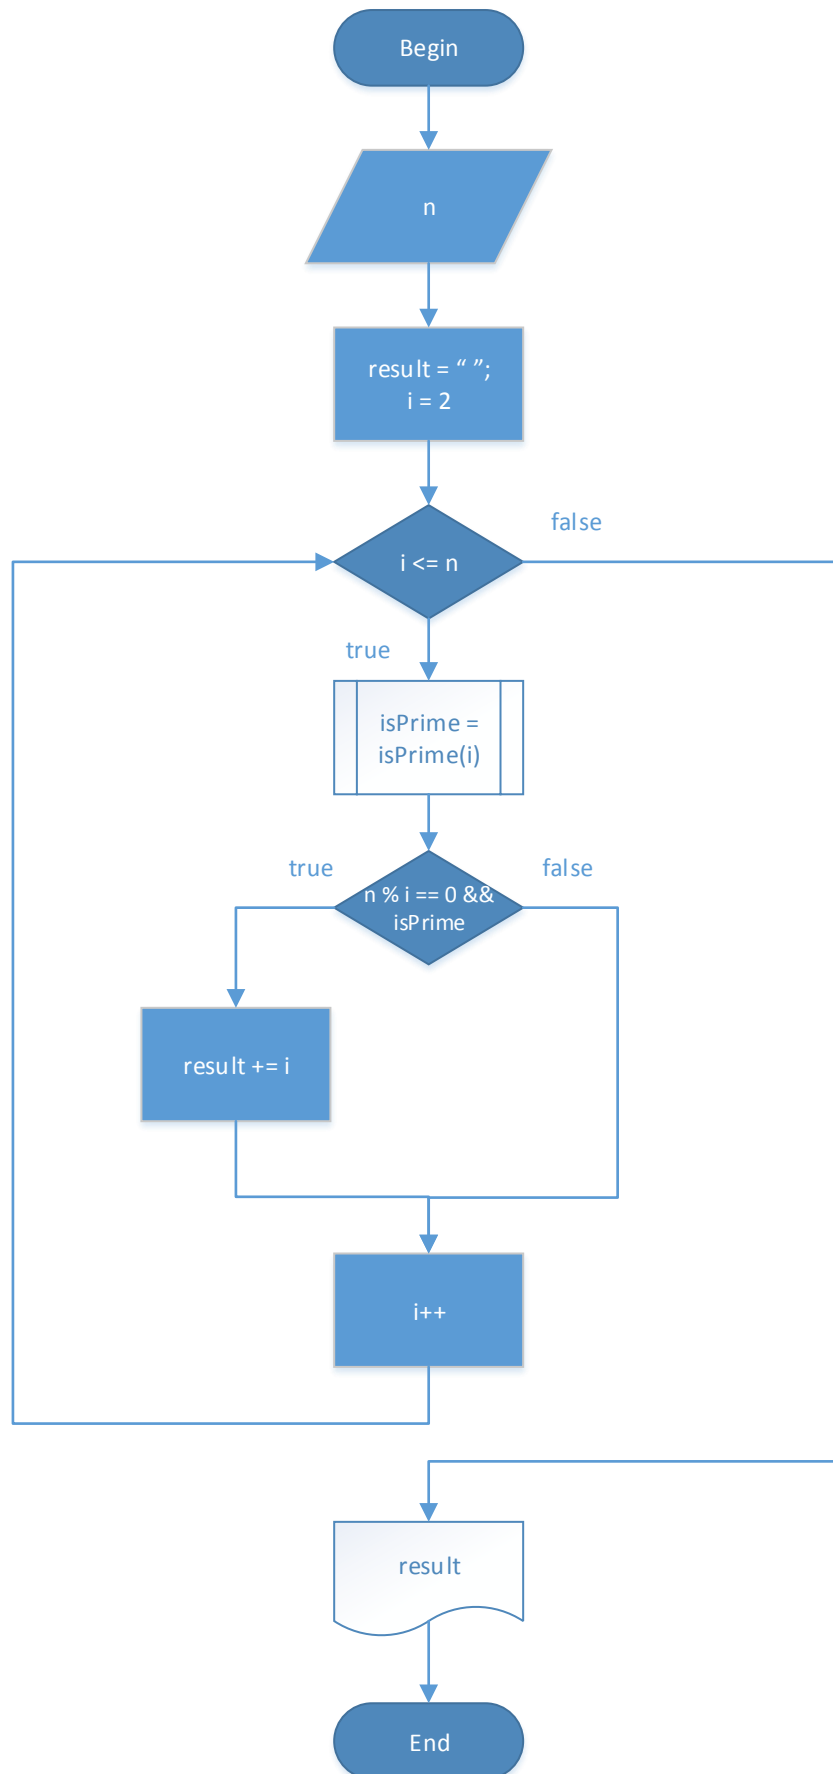 Begin
n
result = “ ”;
i = 2
i <= n
false
true
isPrime =
isPrime(i)
true
false
n % i == 0 &&
isPrime
result += i
i++
result
End